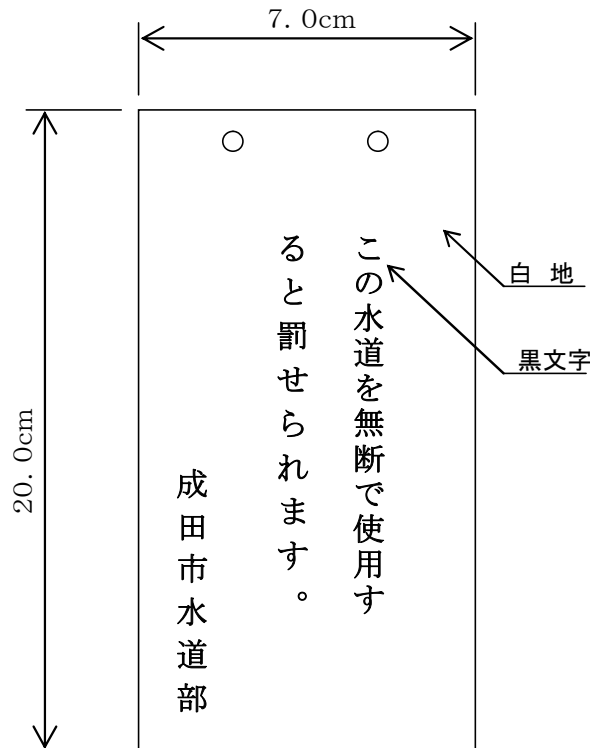 7. 0cm
この水道を無断で使用す
ると罰せられます。
成田市水道部
白 地
黒文字
20. 0cm